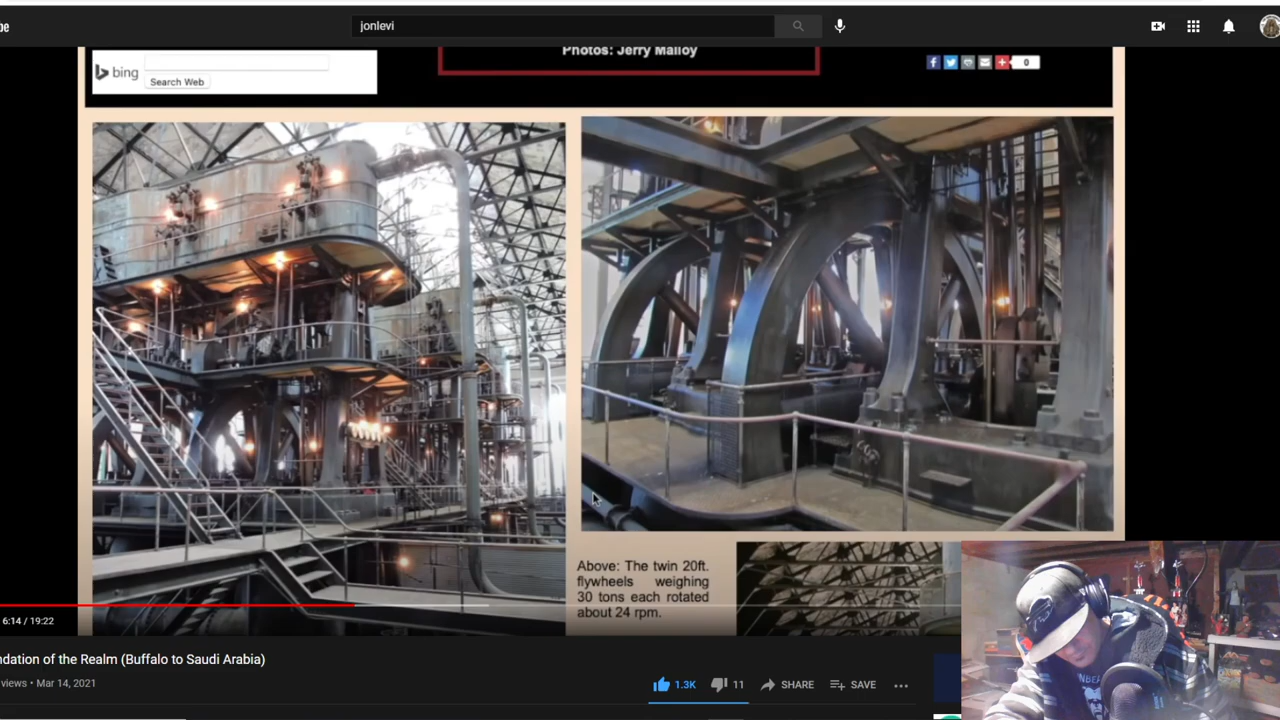 be
jonlevi
Photos: Jerry Malloy
bing
Search Web
0
Above: The twin 20ft.
flywheels weighing
30 tons each rotated
about 24 rpm.
6:14 / 19:22
ndation of the Realm (Buffalo to Saudi Arabia)
views • Mar 14, 2021
1.3K
11
SHARE
SAVE